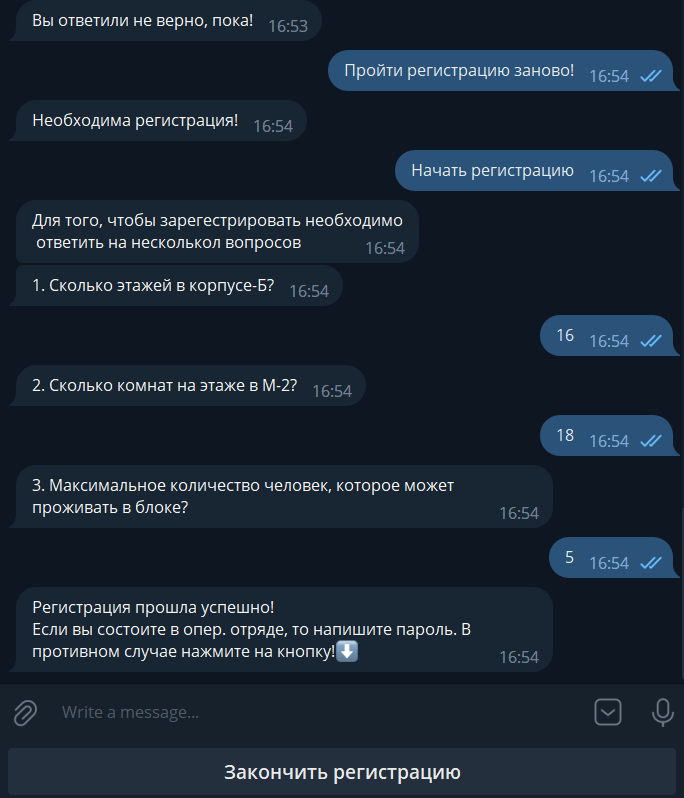 Вы ответили не верно, пока! 16:53
Пройти регистрацию заново! 16:54
Необходима регистрация! 16:54
Начать регистрацию 16:54
Для того, чтобы зарегестрировать необходимо
ответить на несколькол вопросов 16:54
1. Сколько этажей в корпусе-Б? 16:54
16 16:54
2. Сколько комнат на этаже в М-2? 16:54
18 16:54
3. Максимальное количество человек, которое может
проживать в блоке? 16:54
5 16:54
Регистрация прошла успешно!
Если вы состоите в опер. отряде, то напишите пароль. В
противном случае нажмите на кнопку!⬇️ 16:54
Write a message...
Закончить регистрацию